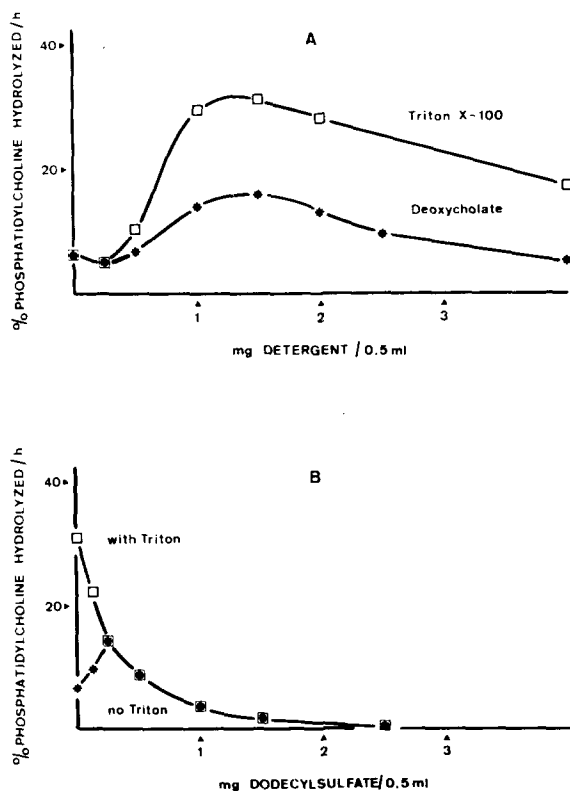 A
% PHOSPHATIDYLCHOLINE HYDROLYZED / h
40
20
Triton X-100
Deoxycholate
1 2 3
mg DETERGENT / 0.5 ml
B
% PHOSPHATIDYLCHOLINE HYDROLYZED / h
40
20
with Triton
no Triton
1 2 3
mg DODECYLSULFATE / 0.5 ml